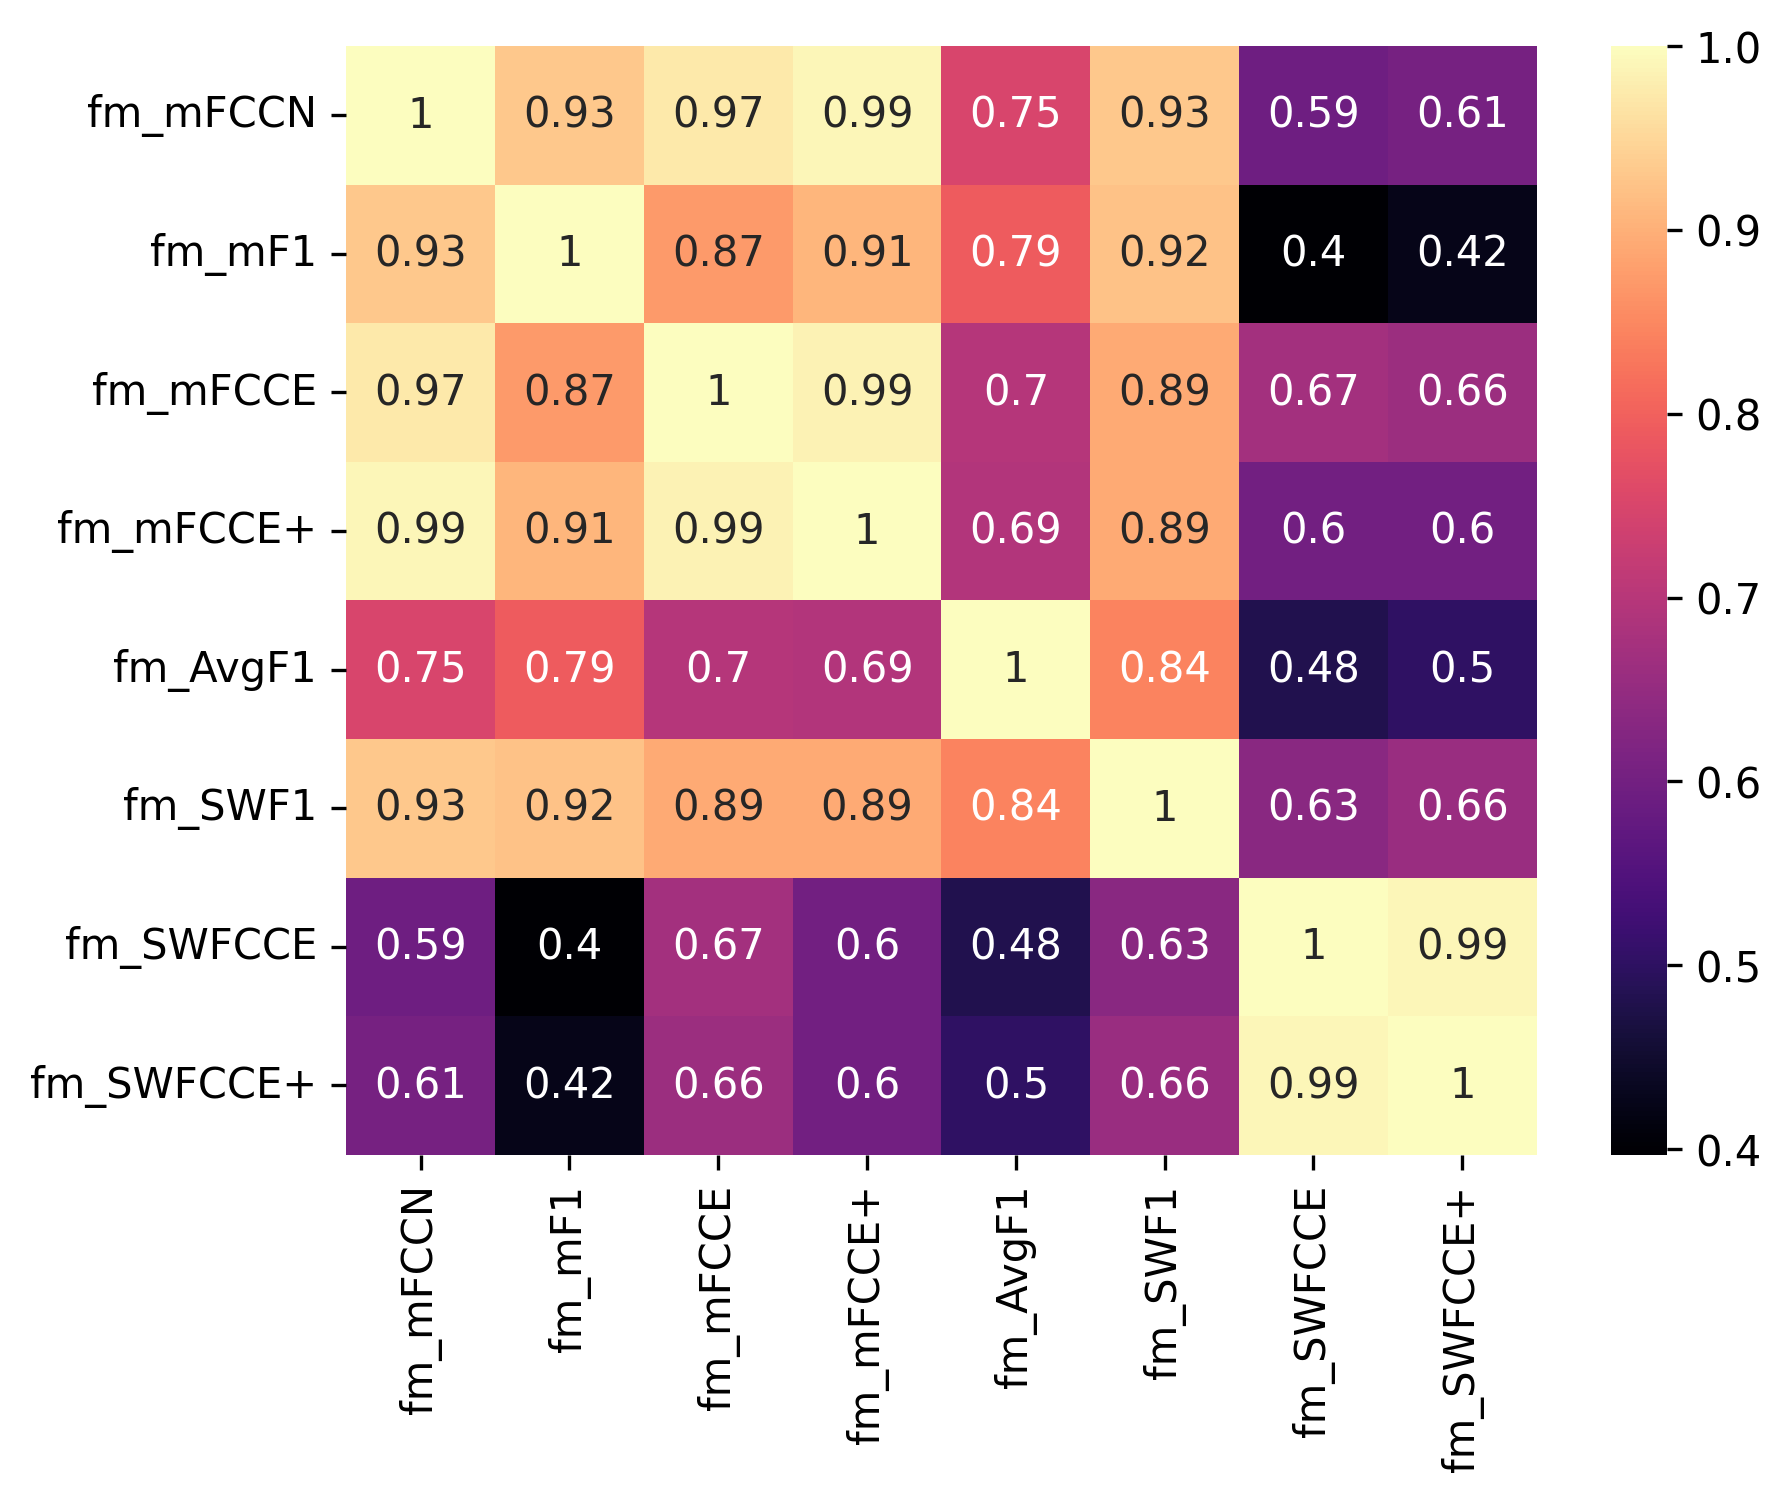 fm_mFCCN 1 0.93 0.97 0.99 0.75 0.93 0.59 0.61
fm_mF1 0.93 1 0.87 0.91 0.79 0.92 0.4 0.42
fm_mFCCE 0.97 0.87 1 0.99 0.7 0.89 0.67 0.66
fm_mFCCE+ 0.99 0.91 0.99 1 0.69 0.89 0.6 0.6
fm_AvgF1 0.75 0.79 0.7 0.69 1 0.84 0.48 0.5
fm_SWF1 0.93 0.92 0.89 0.89 0.84 1 0.63 0.66
fm_SWFCCE 0.59 0.4 0.67 0.6 0.48 0.63 1 0.99
fm_SWFCCE+ 0.61 0.42 0.66 0.6 0.5 0.66 0.99 1
fm_mFCCN
fm_mF1
fm_mFCCE
fm_mFCCE+
fm_AvgF1
fm_SWF1
fm_SWFCCE
fm_SWFCCE+
1.0
0.9
0.8
0.7
0.6
0.5
0.4